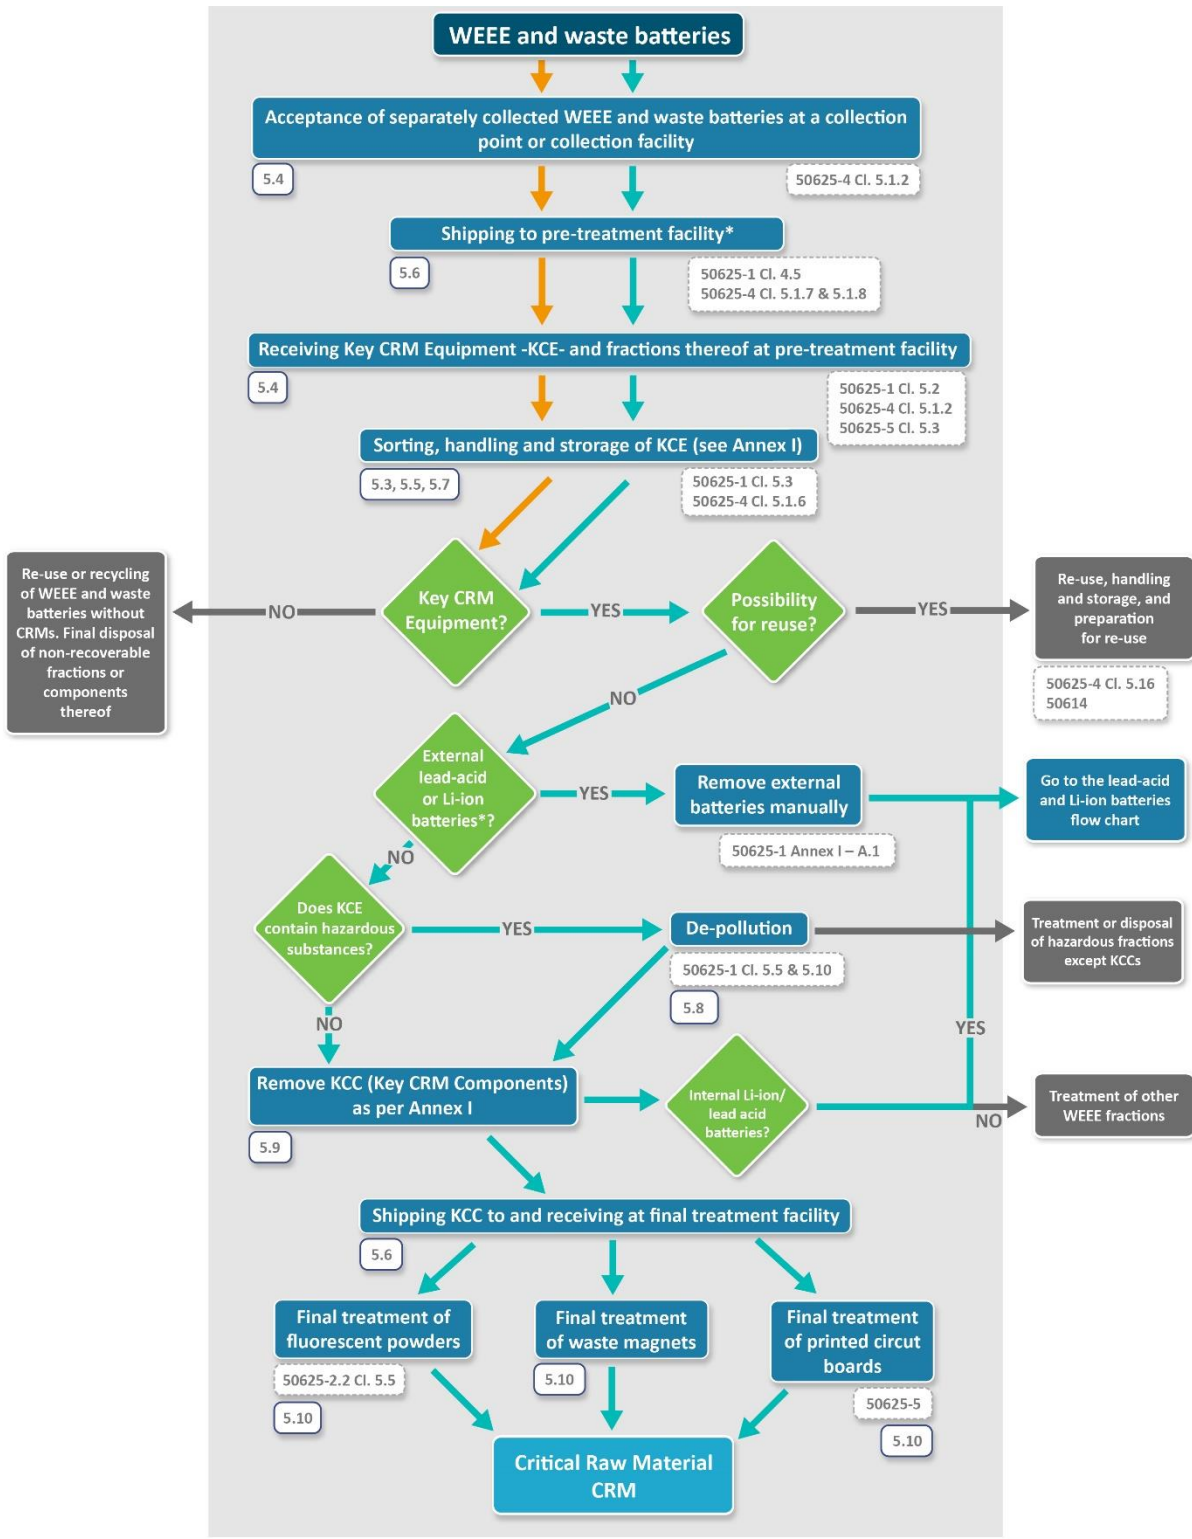 WEEE and waste batteries
Acceptance of separately collected WEEE and waste batteries at a collection
point or collection facility
5.4
50625-4 Cl. 5.1.2
Shipping to pre-treatment facility*
5.6
50625-1 Cl. 4.5
50625-4 Cl. 5.1.7 & 5.1.8
Receiving Key CRM Equipment -KCE- and fractions thereof at pre-treatment facility
5.4
50625-1 Cl. 5.2
50625-4 Cl. 5.1.2
50625-5 Cl. 5.3
Sorting, handling and strorage of KCE (see Annex I)
5.3, 5.5, 5.7
50625-1 Cl. 5.3
50625-4 Cl. 5.1.6
Re-use or recycling
of WEEE and waste
batteries without
CRMs. Final disposal
of non-recoverable
fractions or
components
thereof
NO
Key CRM
Equipment?
YES
Possibility
for reuse?
YES
Re-use, handling
and storage, and
preparation
for re-use
50625-4 Cl. 5.16
50614
NO
External
lead-acid
or Li-ion
batteries*?
YES
Remove external
batteries manually
50625-1 Annex I – A.1
Go to the lead-acid
and Li-ion batteries
flow chart
NO
Does KCE
contain hazardous
substances?
YES
De-pollution
50625-1 Cl. 5.5 & 5.10
5.8
Treatment or disposal
of hazardous fractions
except KCCs
NO
YES
Remove KCC (Key CRM Components)
as per Annex I
5.9
Internal Li-ion/
lead acid
batteries?
NO
Treatment of other
WEEE fractions
Shipping KCC to and receiving at final treatment facility
5.6
Final treatment of
fluorescent powders
50625-2.2 Cl. 5.5
5.10
Final treatment
of waste magnets
5.10
Final treatment
of printed circut
boards
50625-5
5.10
Critical Raw Material
CRM